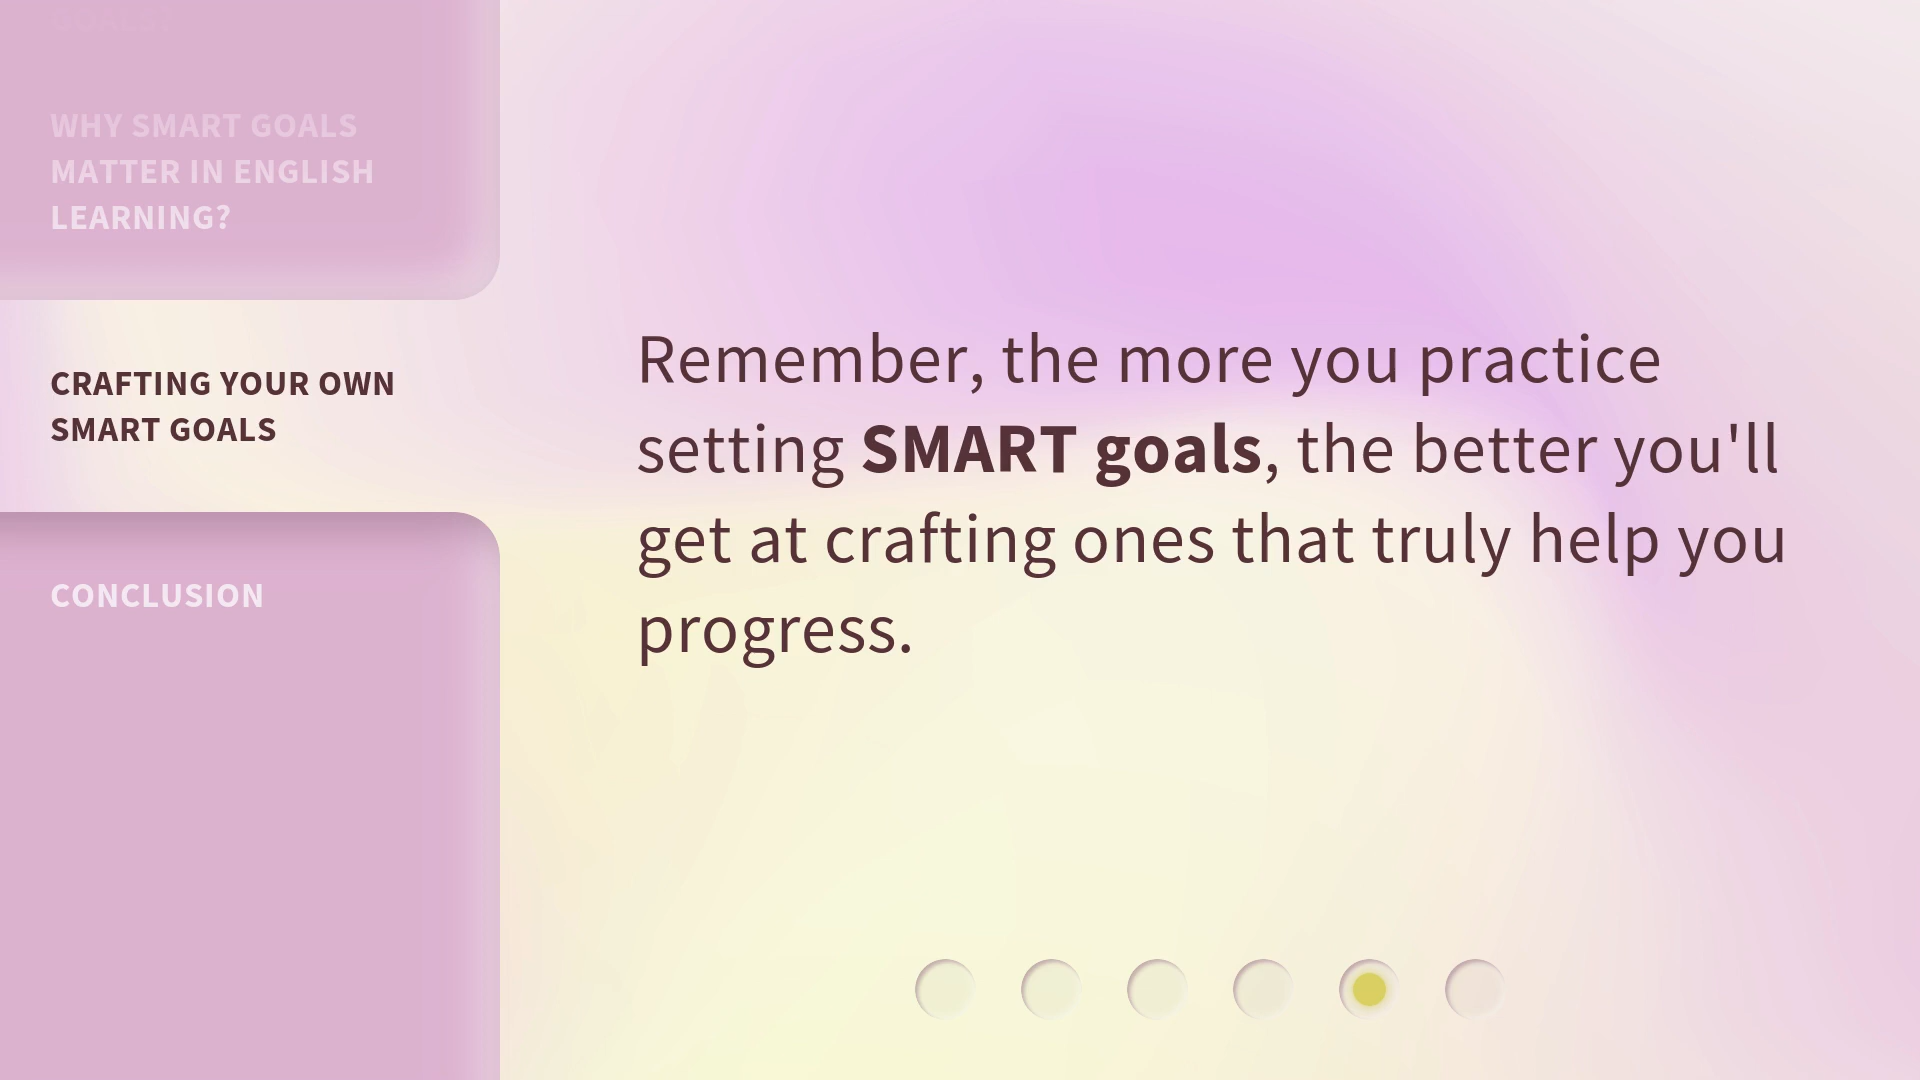 WHY SMART GOALS
MATTER IN ENGLISH
LEARNING?
CRAFTING YOUR OWN
SMART GOALS
CONCLUSION
Remember, the more you practice
setting SMART goals, the better you'll
get at crafting ones that truly help you
progress.